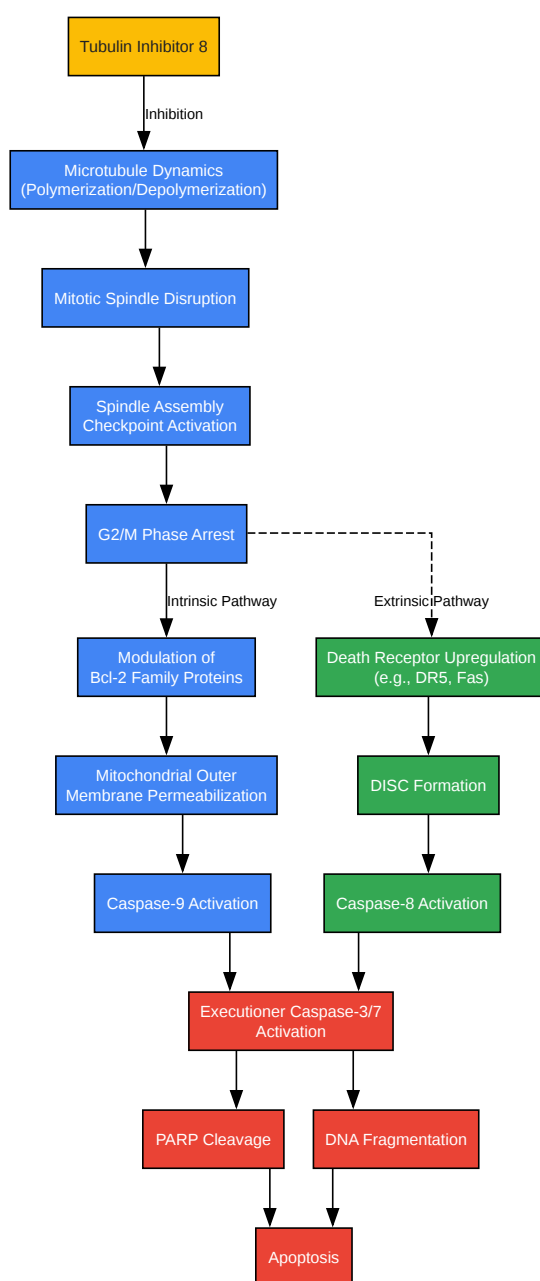 Tubulin Inhibitor 8
Inhibition
Microtubule Dynamics
(Polymerization/Depolymerization)
Mitotic Spindle Disruption
Spindle Assembly
Checkpoint Activation
G2/M Phase Arrest
Intrinsic Pathway
Extrinsic Pathway
Modulation of
Bcl-2 Family Proteins
Death Receptor Upregulation
(e.g., DR5, Fas)
Mitochondrial Outer
Membrane Permeabilization
DISC Formation
Caspase-9 Activation
Caspase-8 Activation
Executioner Caspase-3/7
Activation
PARP Cleavage
DNA Fragmentation
Apoptosis